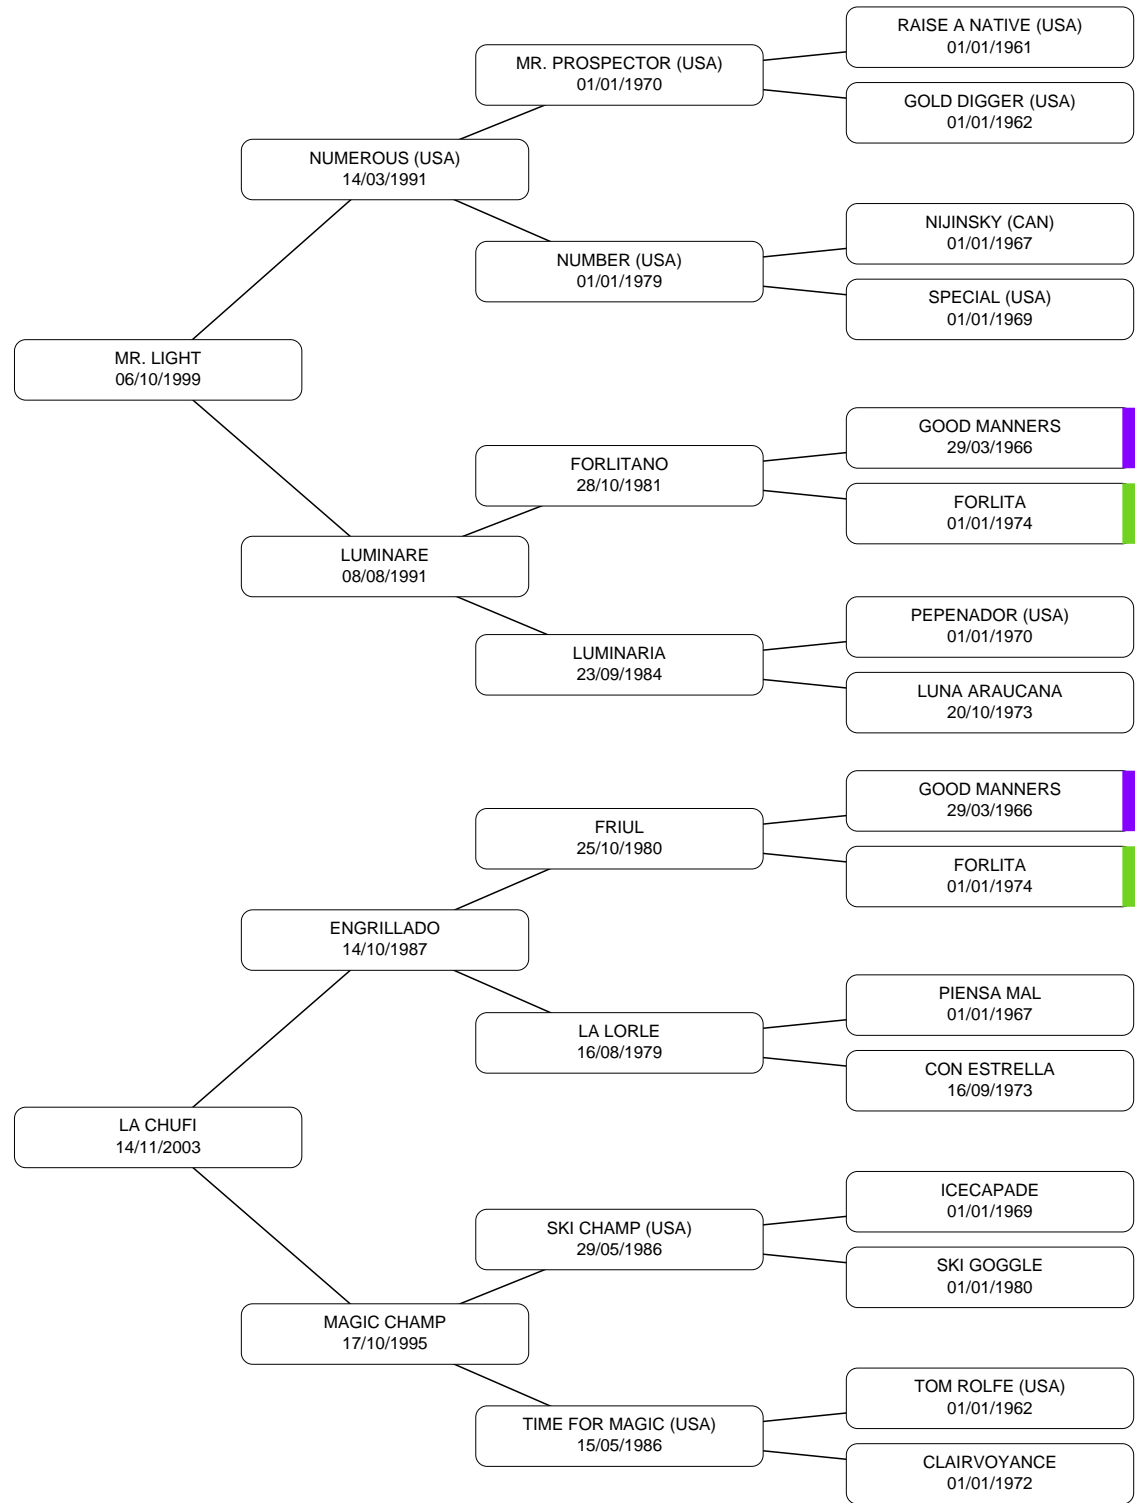 RAISE A NATIVE (USA)
01/01/1961
MR. PROSPECTOR (USA)
01/01/1970
GOLD DIGGER (USA)
01/01/1962
NUMEROUS (USA)
14/03/1991
NIJINSKY (CAN)
01/01/1967
NUMBER (USA)
01/01/1979
SPECIAL (USA)
01/01/1969
MR. LIGHT
06/10/1999
GOOD MANNERS
29/03/1966
FORLITANO
28/10/1981
FORLITA
01/01/1974
LUMINARE
08/08/1991
PEPENADOR (USA)
01/01/1970
LUMINARIA
23/09/1984
LUNA ARAUCANA
20/10/1973
GOOD MANNERS
29/03/1966
FRIUL
25/10/1980
FORLITA
01/01/1974
ENGRILLADO
14/10/1987
PIENSA MAL
01/01/1967
LA LORLE
16/08/1979
CON ESTRELLA
16/09/1973
LA CHUFI
14/11/2003
ICECAPADE
01/01/1969
SKI CHAMP (USA)
29/05/1986
SKI GOGGLE
01/01/1980
MAGIC CHAMP
17/10/1995
TOM ROLFE (USA)
01/01/1962
TIME FOR MAGIC (USA)
15/05/1986
CLAIRVOYANCE
01/01/1972